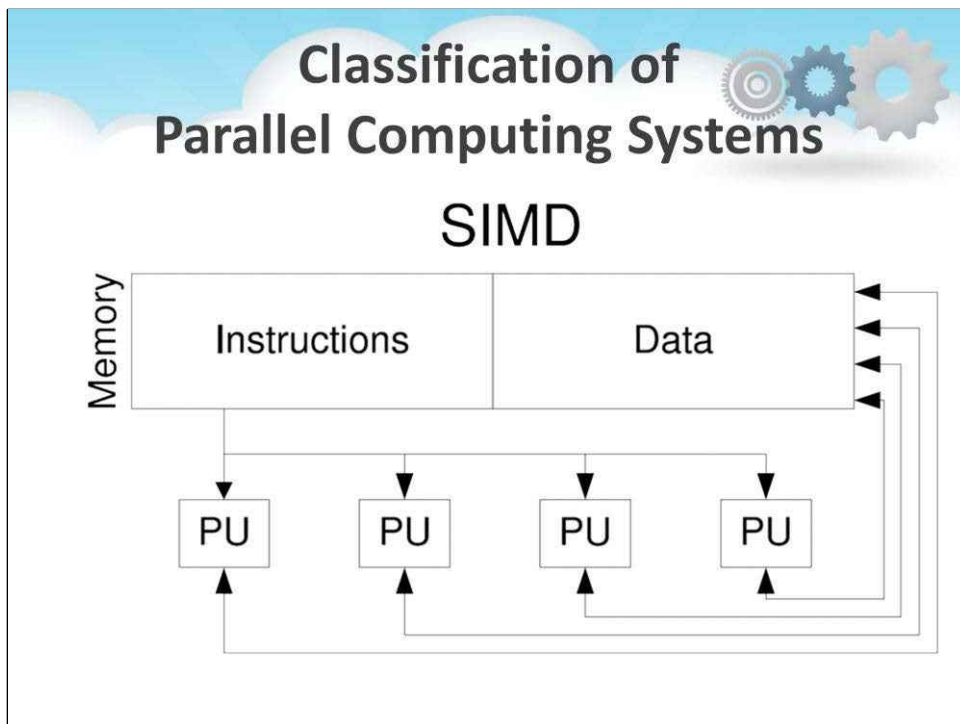 Classification of
Parallel Computing Systems
SIMD
Memory
Instructions
Data
PU
PU
PU
PU